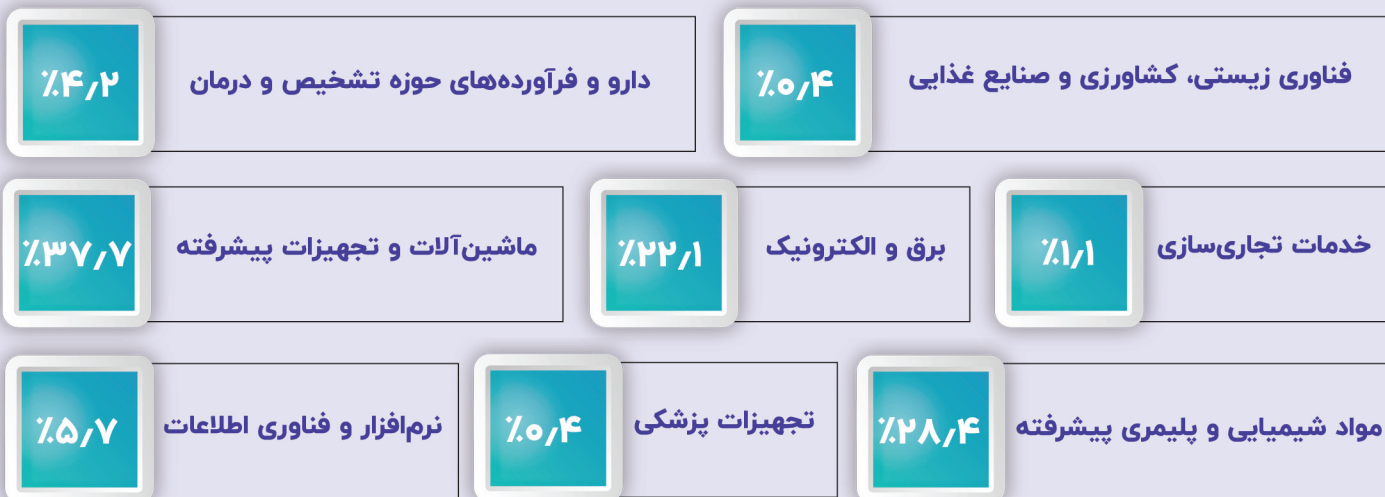 فناوری زیستی، کشاورزی و صنایع غذایی
٪۰٫۴
دارو و فرآورده‌های حوزه تشخیص و درمان
٪۴٫۲
خدمات تجاری‌سازی
٪۱٫۱
برق و الکترونیک
٪۲۲٫۱
ماشین‌آلات و تجهیزات پیشرفته
٪۳۷٫۷
مواد شیمیایی و پلیمری پیشرفته
٪۲۸٫۴
تجهیزات پزشکی
٪۰٫۴
نرم‌افزار و فناوری اطلاعات
٪۵٫۷